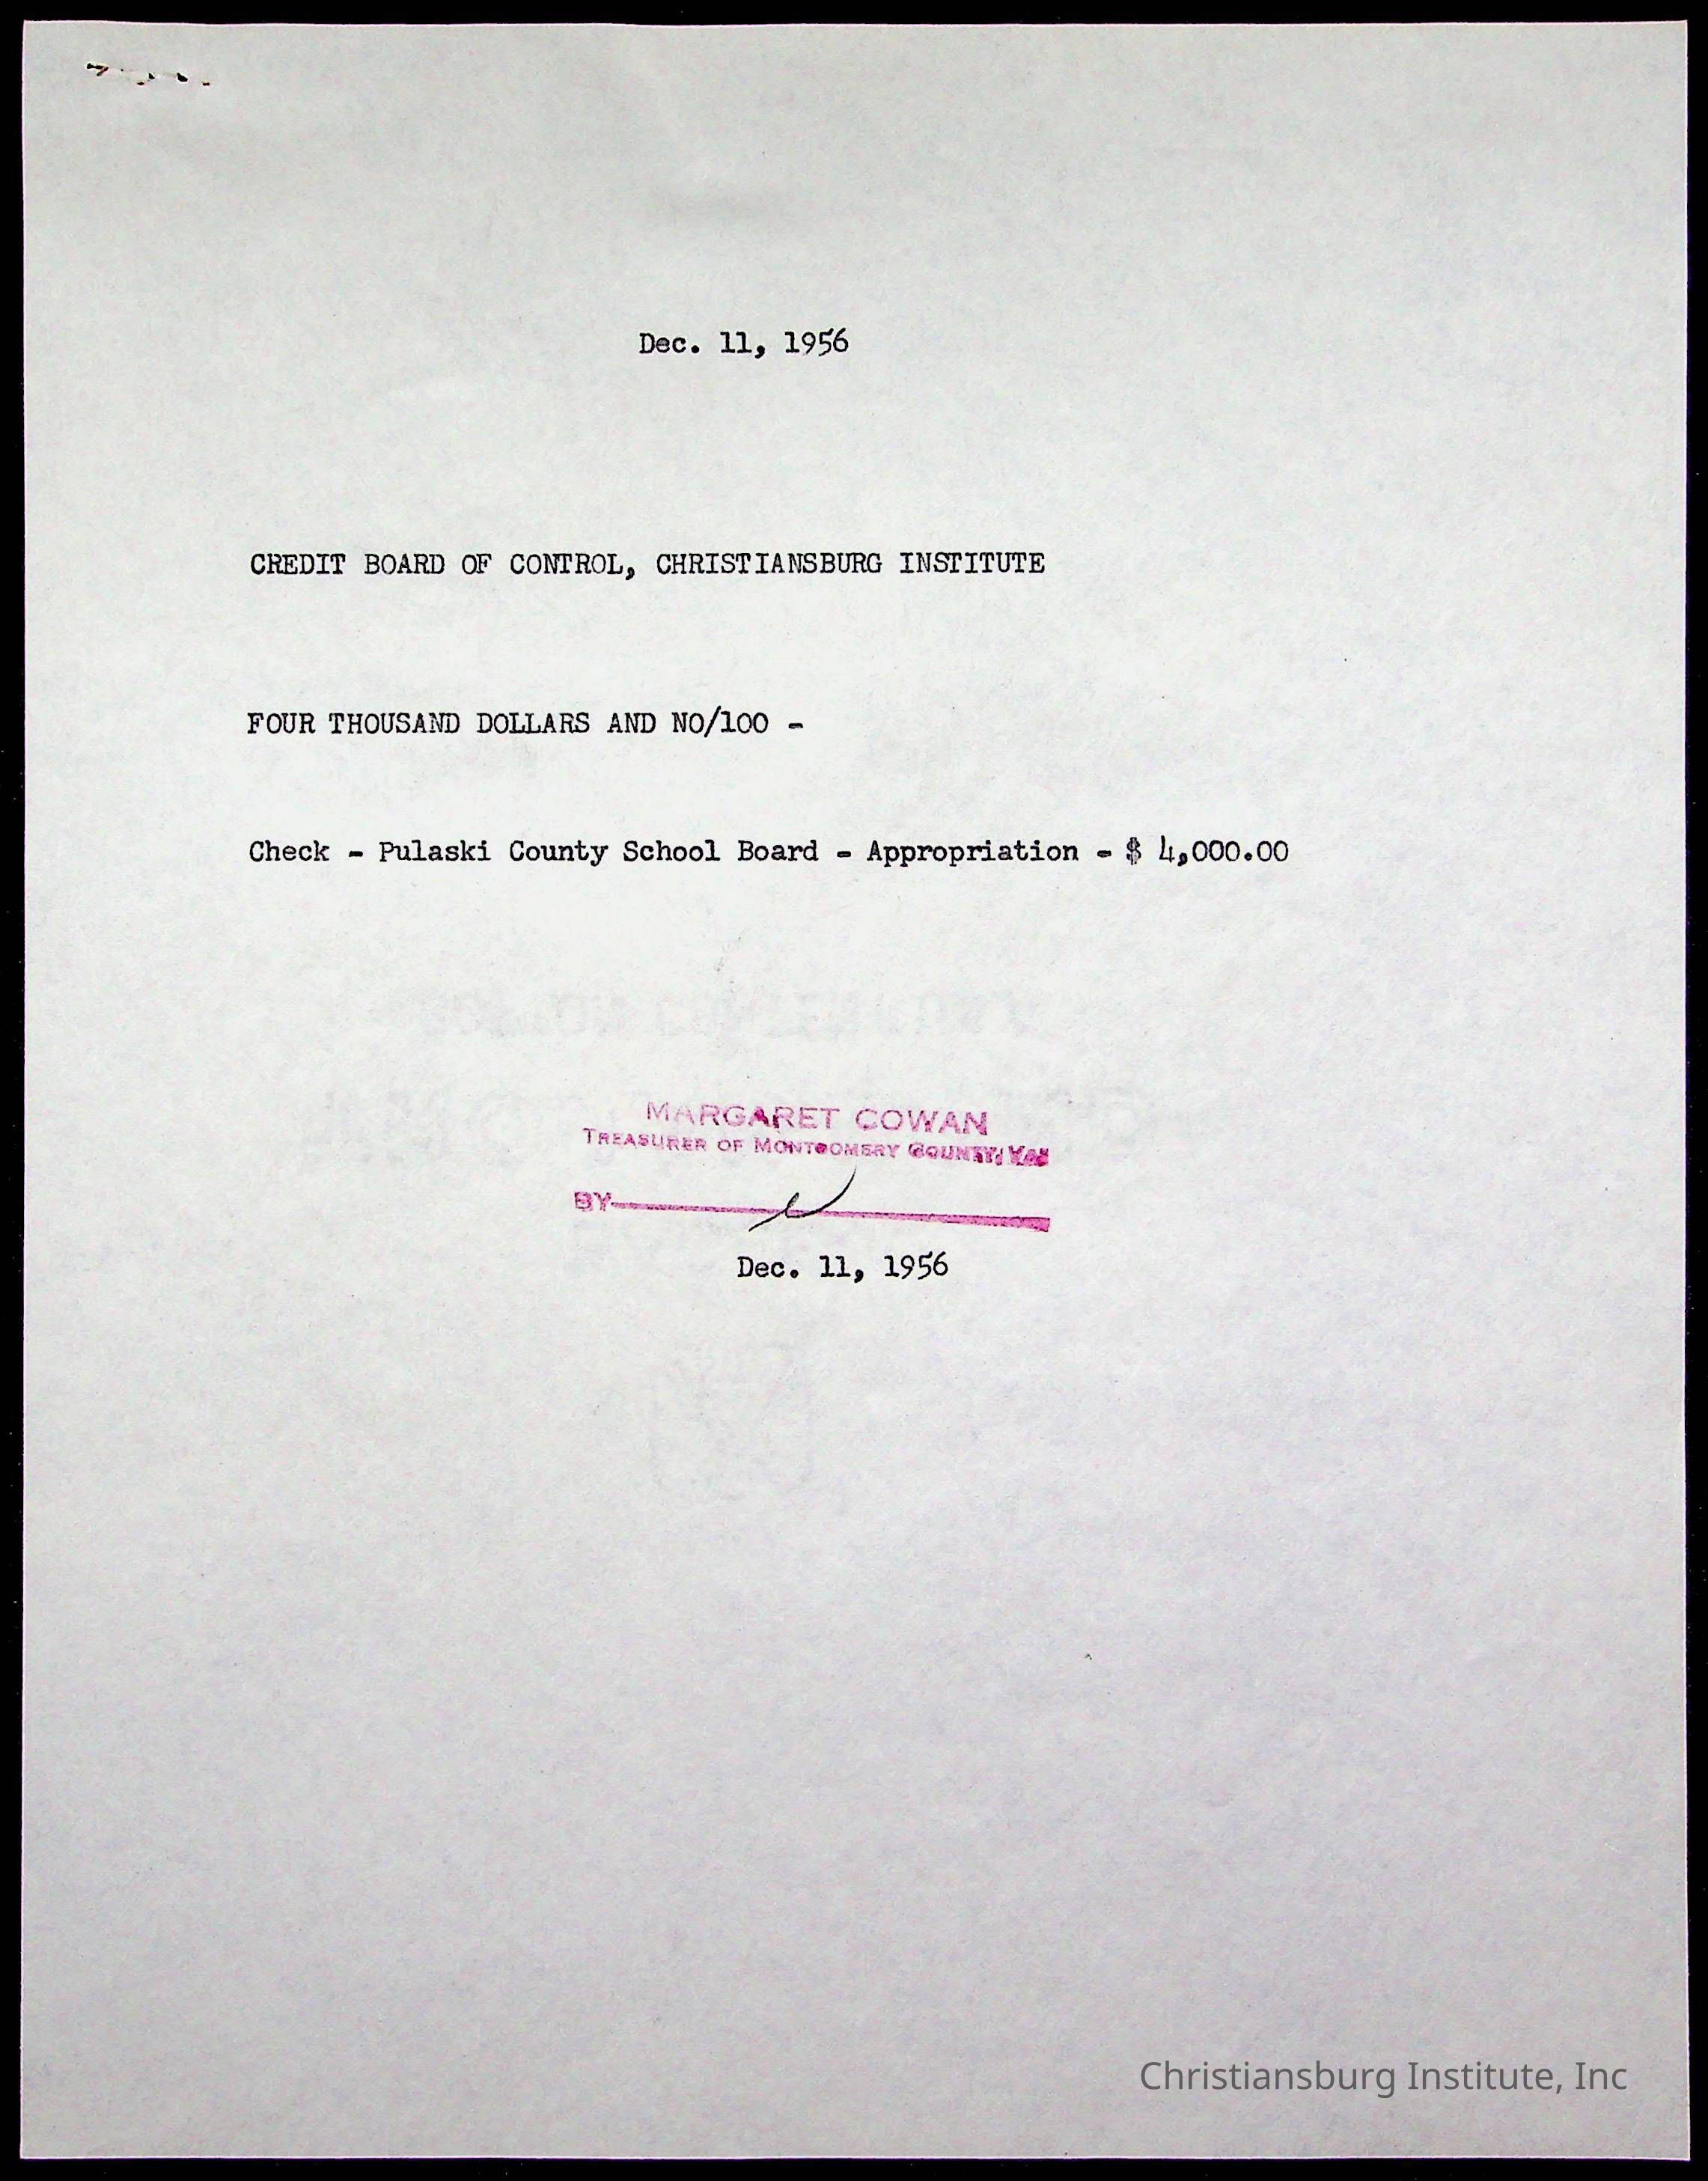 Dec. 11, 1956
CREDIT BOARD OF CONTROL, CHRISTIANSBURG INSTITUTE
FOUR THOUSAND DOLLARS AND NO/100 -
Check - Pulaski County School Board - Appropriation - $ 4,000.00
MARGARET COWAN
TREASURER OF MONTGOMERY COUNTY, VA.
BY
Dec. 11, 1956
Christiansburg Institute, Inc